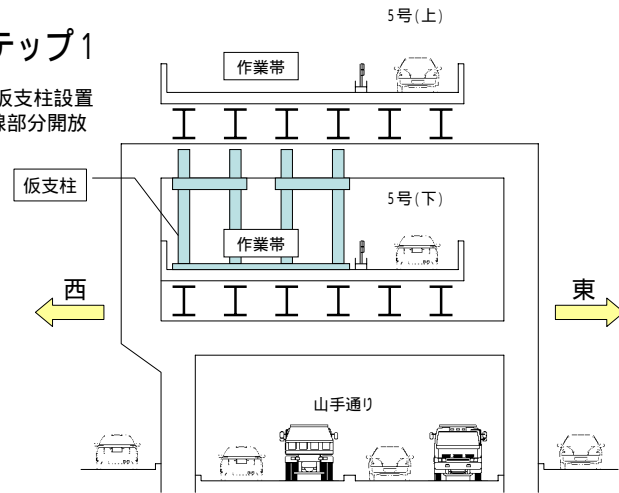 5号(上)
テップ1
作業帯
仮支柱設置
線部分開放
仮支柱
5号(下)
作業帯
西
東
山手通り